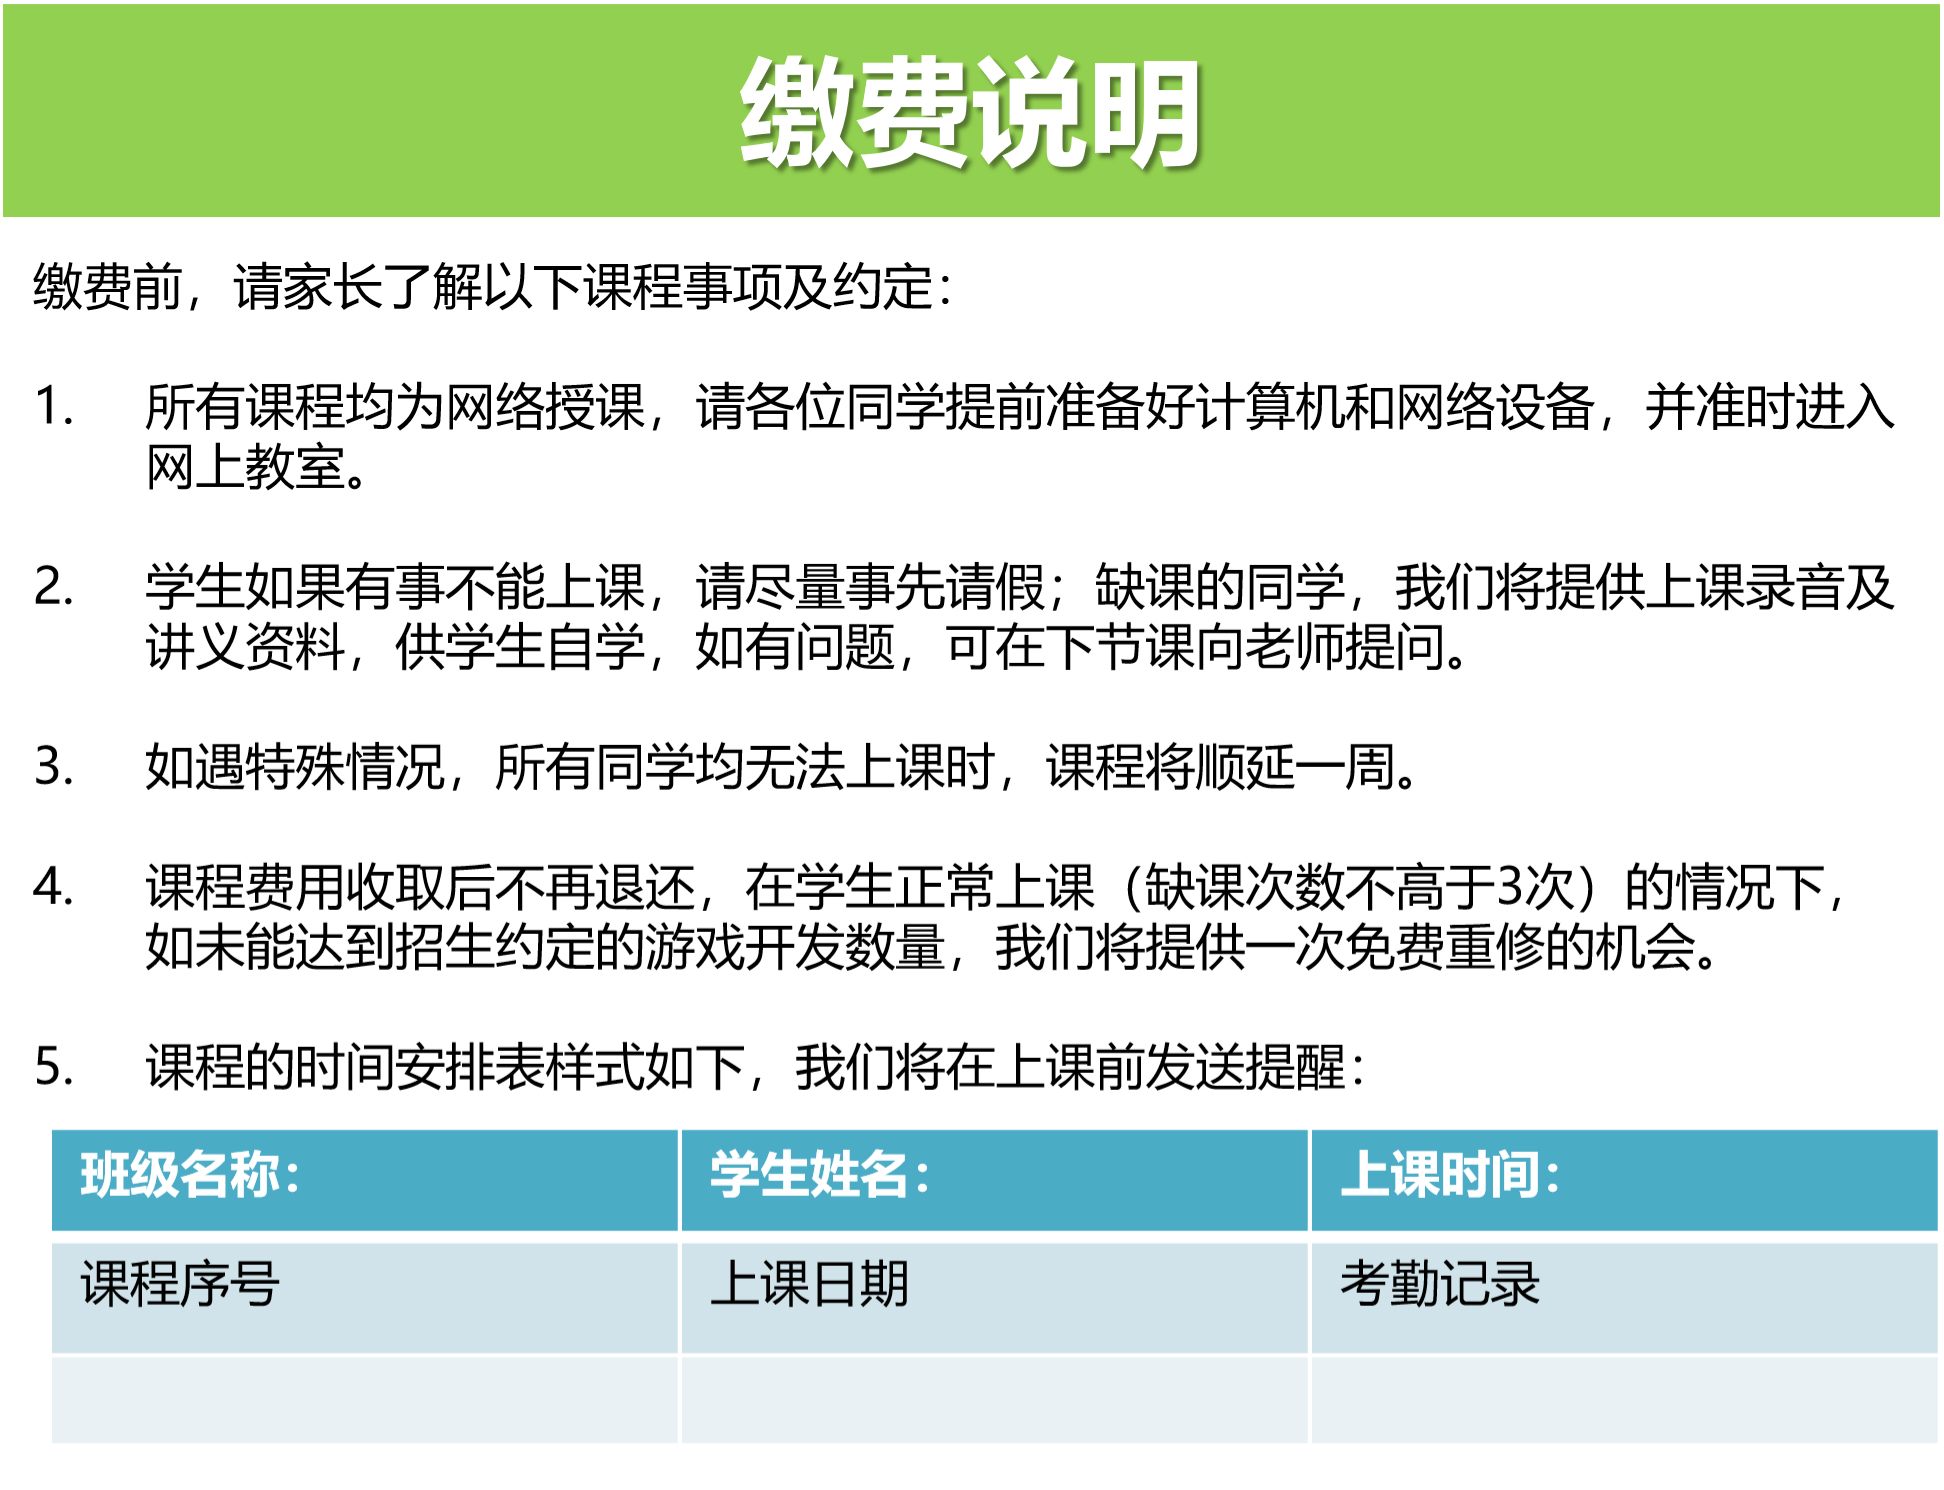 缴费说明
缴费前，请家长了解以下课程事项及约定：
1. 所有课程均为网络授课，请各位同学提前准备好计算机和网络设备，并准时进入
网上教室。
2. 学生如果有事不能上课，请尽量事先请假；缺课的同学，我们将提供上课录音及
讲义资料，供学生自学，如有问题，可在下节课向老师提问。
3. 如遇特殊情况，所有同学均无法上课时，课程将顺延一周。
4. 课程费用收取后不再退还，在学生正常上课（缺课次数不高于3次）的情况下，
如未能达到招生约定的游戏开发数量，我们将提供一次免费重修的机会。
5. 课程的时间安排表样式如下，我们将在上课前发送提醒：
班级名称： 学生姓名： 上课时间：
课程序号 上课日期 考勤记录